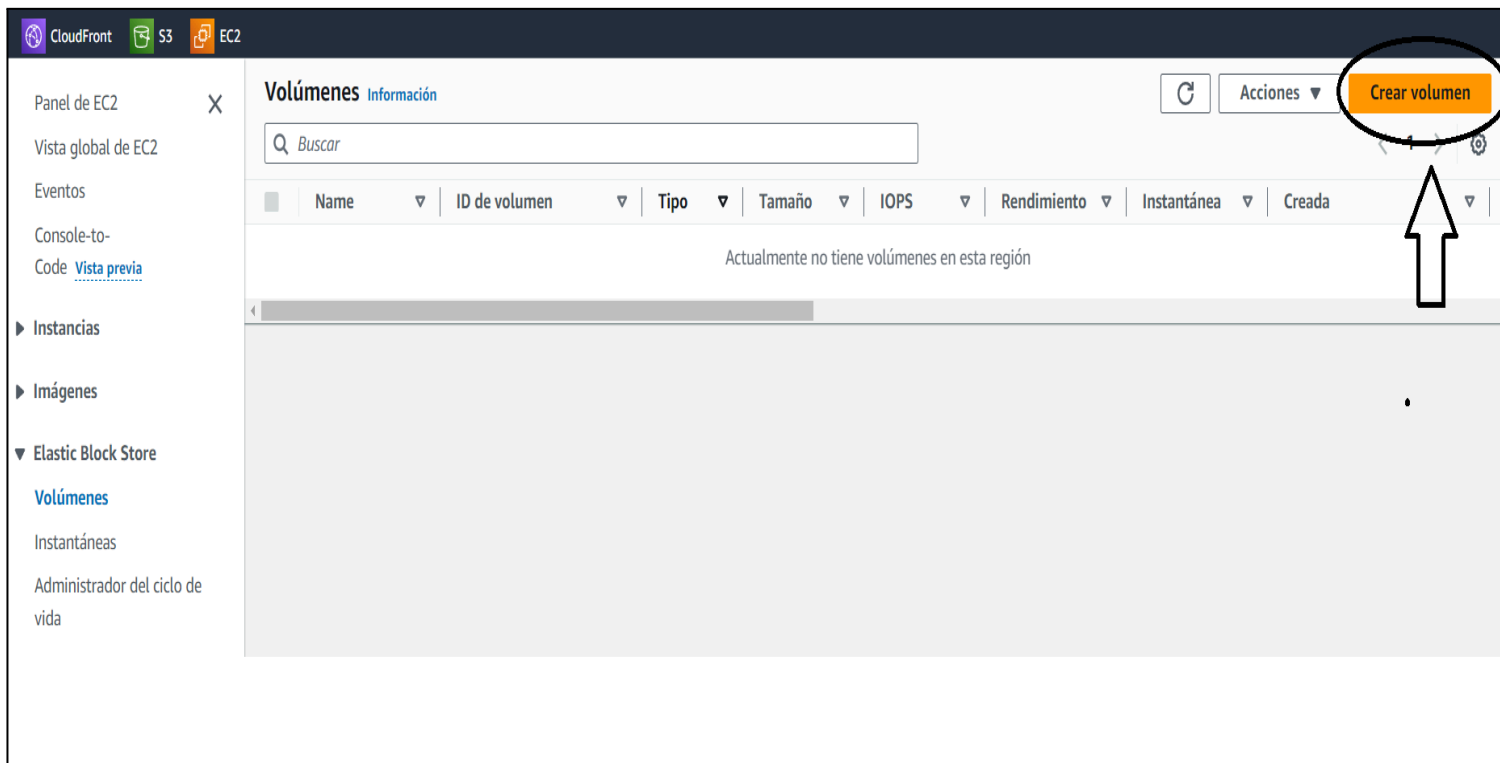 CloudFront S3 EC2
Panel de EC2
Vista global de EC2
Eventos
Console-to-
Code Vista previa
Instancias
Imágenes
Elastic Block Store
Volúmenes
Instantáneas
Administrador del ciclo de
vida
Volúmenes Información
Acciones Crear volumen
Buscar
1
Name ID de volumen Tipo Tamaño IOPS Rendimiento Instantánea Creada
Actualmente no tiene volúmenes en esta región